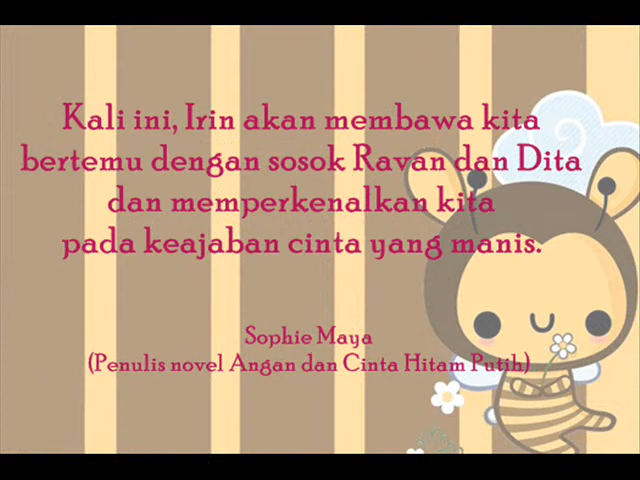 Kali ini, Irin akan membawa kita
bertemu dengan sosok Ravan dan Dita
dan memperkenalkan kita
pada keajaban cinta yang manis.
Sophie Maya
(Penulis novel Angan dan Cinta Hitam Putih)